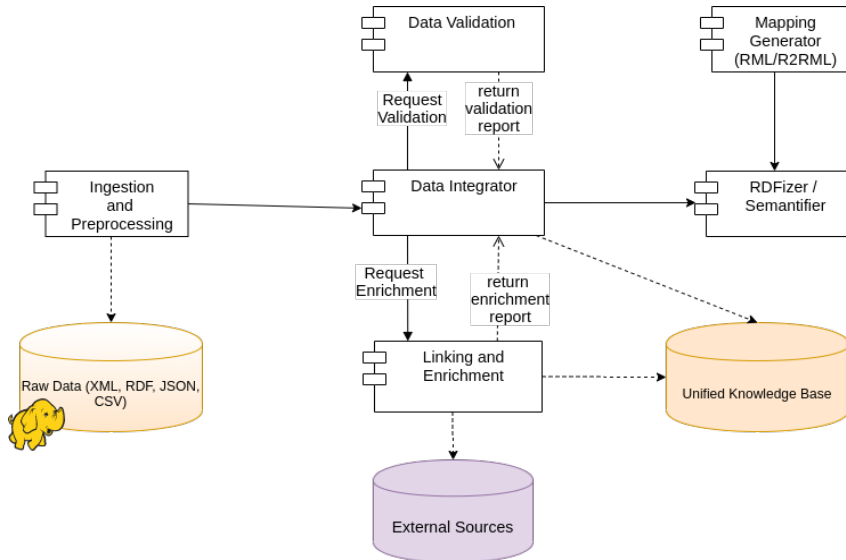 Data Validation
Mapping
Generator
(RML/R2RML)
Request
Validation
return
validation
report
Ingestion
and
Preprocessing
Data Integrator
RDFizer /
Semantifier
Request
Enrichment
return
enrichment
report
Linking and
Enrichment
Raw Data (XML, RDF, JSON,
CSV)
Unified Knowledge Base
External Sources